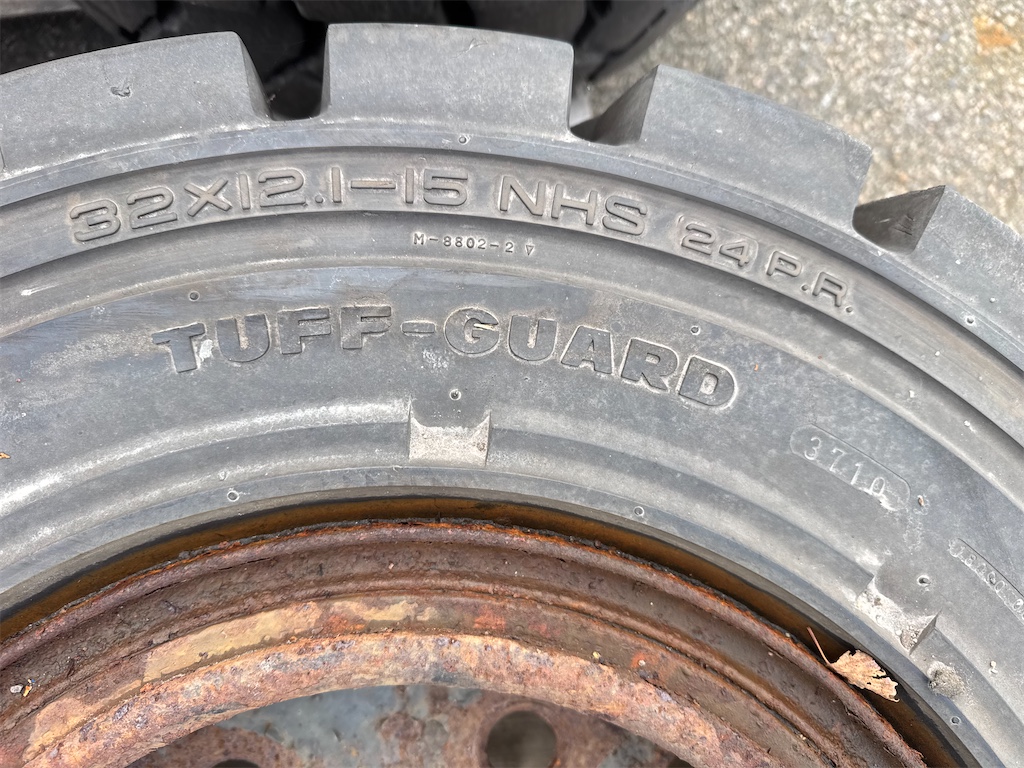 32X12.1-15 NHS 24 P.R.
M-8802-2
TUFF-GUARD
3710